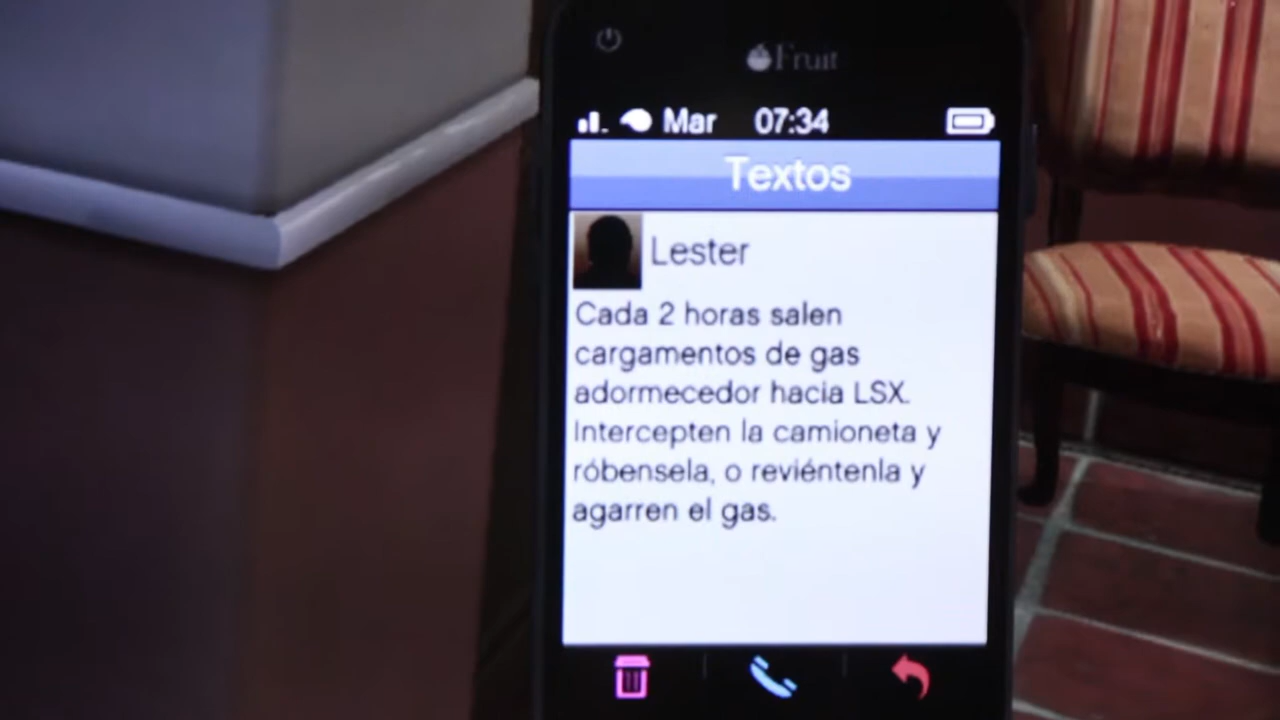 Fruit
Mar 07:34
Textos
Lester
Cada 2 horas salen
cargamentos de gas
adormecedor hacia LSX.
Intercepten la camioneta y
róbensela, o reviéntenla y
agarren el gas.